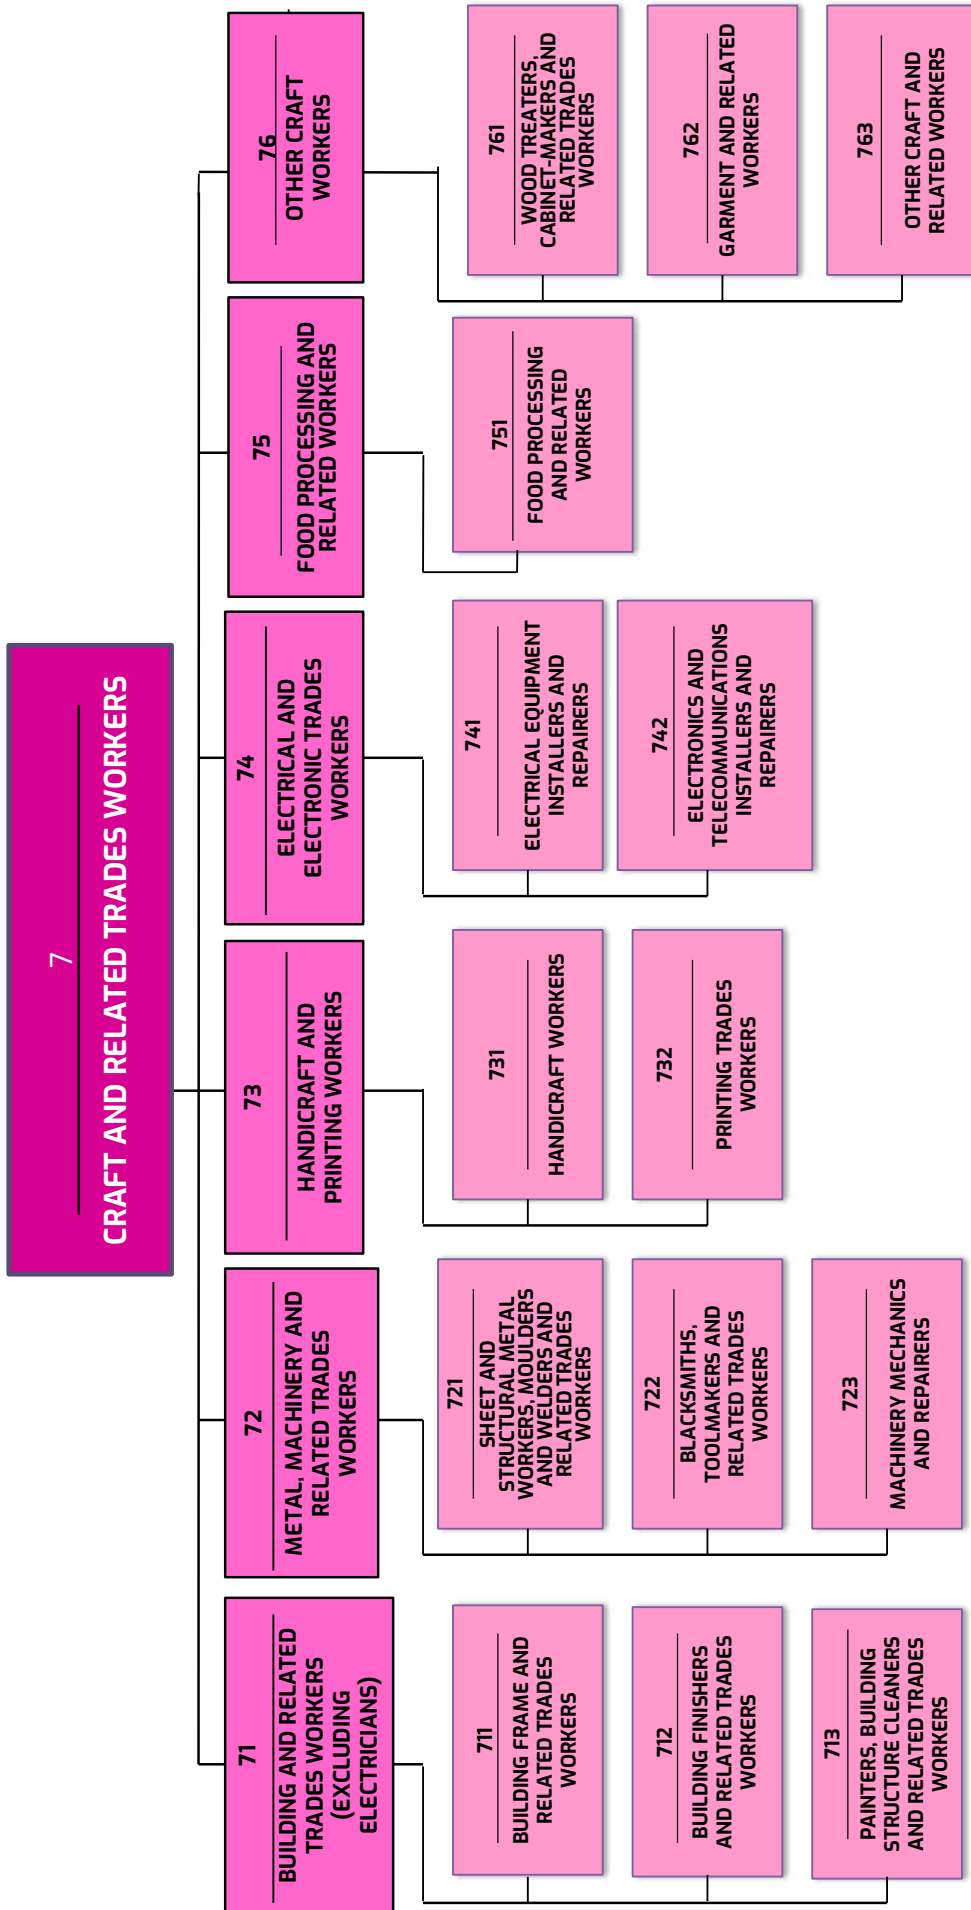 7
CRAFT AND RELATED TRADES WORKERS
71
BUILDING AND RELATED
TRADES WORKERS
(EXCLUDING
ELECTRICIANS)
711
BUILDING FRAME AND
RELATED TRADES
WORKERS
712
BUILDING FINISHERS
AND RELATED TRADES
WORKERS
713
PAINTERS, BUILDING
STRUCTURE CLEANERS
AND RELATED TRADES
WORKERS
72
METAL, MACHINERY AND
RELATED TRADES
WORKERS
721
SHEET AND
STRUCTURAL METAL
WORKERS, MOULDERS
AND WELDERS AND
RELATED TRADES
WORKERS
722
BLACKSMITHS,
TOOLMAKERS AND
RELATED TRADES
WORKERS
723
MACHINERY MECHANICS
AND REPAIRERS
73
HANDICRAFT AND
PRINTING WORKERS
731
HANDICRAFT WORKERS
732
PRINTING TRADES
WORKERS
74
ELECTRICAL AND
ELECTRONIC TRADES
WORKERS
741
ELECTRICAL EQUIPMENT
INSTALLERS AND
REPAIRERS
742
ELECTRONICS AND
TELECOMMUNICATIONS
INSTALLERS AND
REPAIRERS
75
FOOD PROCESSING AND
RELATED WORKERS
751
FOOD PROCESSING
AND RELATED
WORKERS
76
OTHER CRAFT
WORKERS
761
WOOD TREATERS,
CABINET-MAKERS AND
RELATED TRADES
WORKERS
762
GARMENT AND RELATED
WORKERS
763
OTHER CRAFT AND
RELATED WORKERS